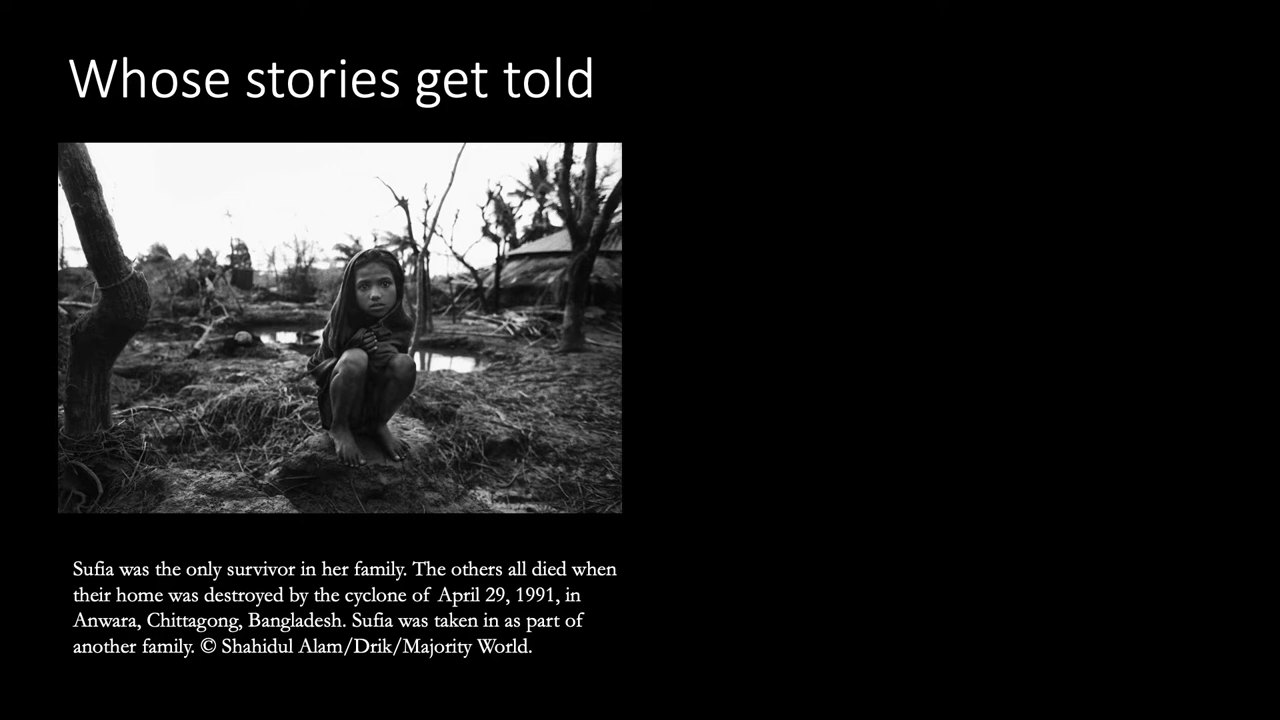 Whose stories get told
Sufia was the only survivor in her family. The others all died when
their home was destroyed by the cyclone of April 29, 1991, in
Anwara, Chittagong, Bangladesh. Sufia was taken in as part of
another family. © Shahidul Alam/Drik/Majority World.